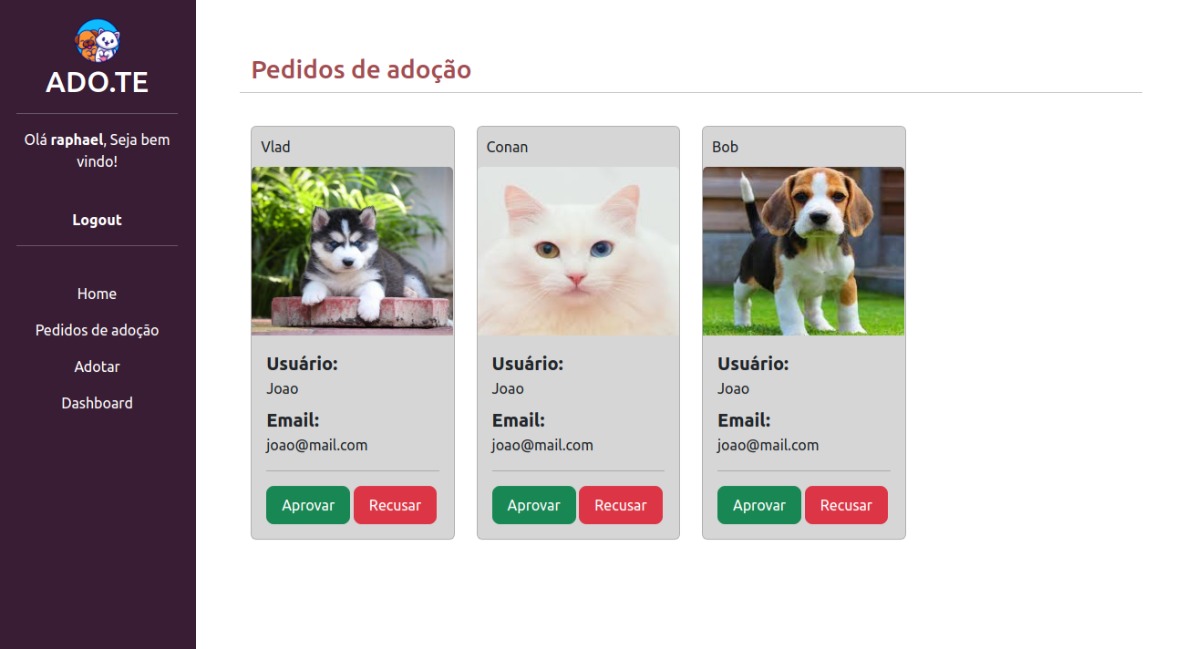 ADO.TE
Olá raphael, Seja bem
vindo!
Logout
Home
Pedidos de adoção
Adotar
Dashboard
Pedidos de adoção
Vlad
Usuário:
Joao
Email:
joao@mail.com
Aprovar Recusar
Conan
Usuário:
Joao
Email:
joao@mail.com
Aprovar Recusar
Bob
Usuário:
Joao
Email:
joao@mail.com
Aprovar Recusar